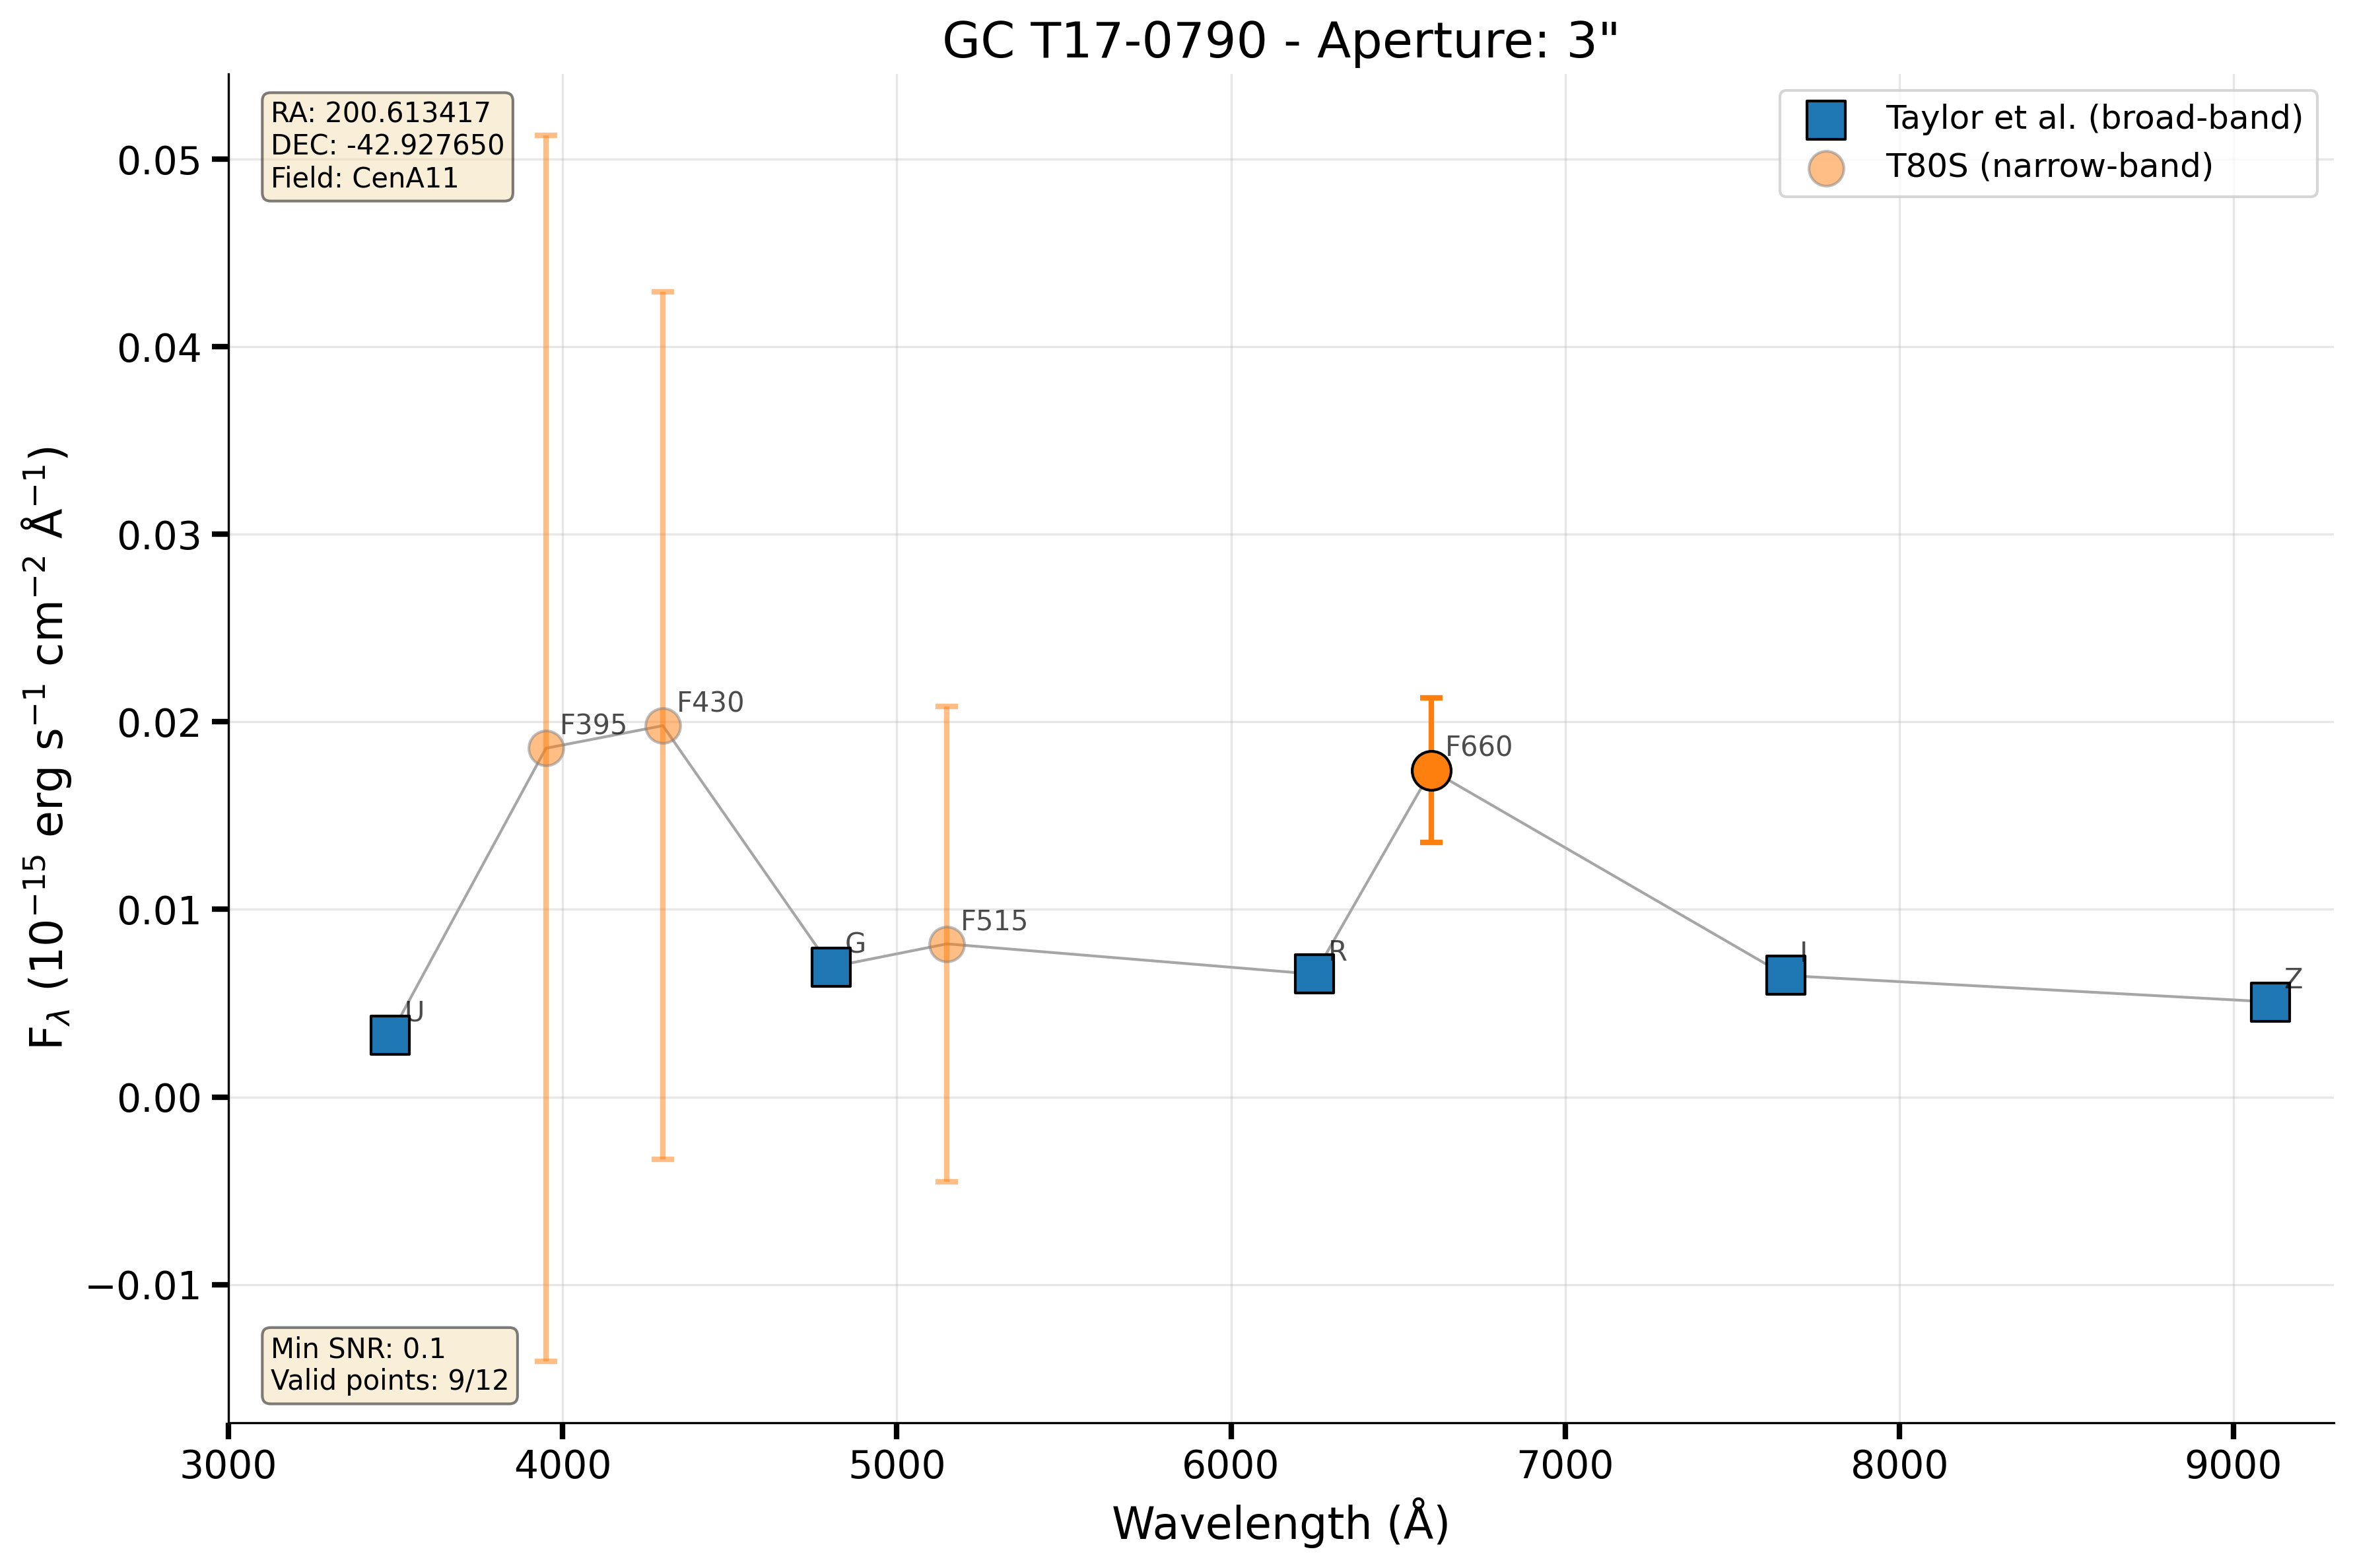 GC T17-0790 - Aperture: 3"
RA: 200.613417
DEC: -42.927650
Field: CenA11
Taylor et al. (broad-band)
T80S (narrow-band)
0.05
0.04
0.03
0.02
0.01
0.00
−0.01
F$_{\lambda}$ (10$^{-15}$ erg s$^{-1}$ cm$^{-2}$ Å$^{-1}$)
U
F395
F430
G
F515
R
F660
I
Z
Min SNR: 0.1
Valid points: 9/12
3000 4000 5000 6000 7000 8000 9000
Wavelength (Å)